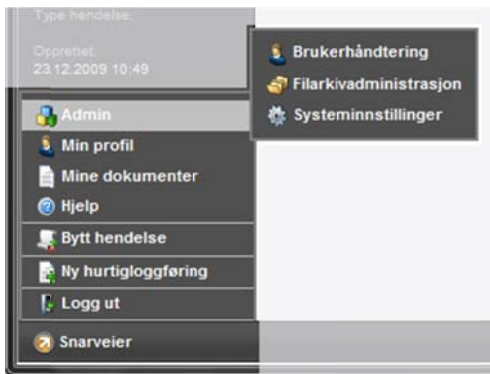 Type hendelse:
Opprettet:
23.12.2009 10:49
Admin
Brukerhåndtering
Filarkivadministrasjon
Systeminnstillinger
Min profil
Mine dokumenter
Hjelp
Bytt hendelse
Ny hurtigloggføring
Logg ut
Snarveier